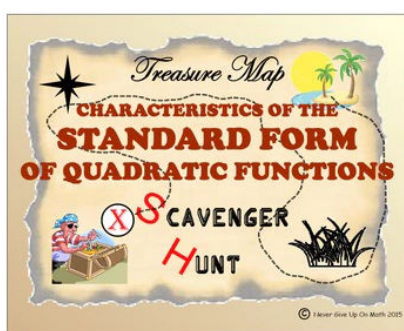 Treasure Map
CHARACTERISTICS OF THE
STANDARD FORM
OF QUADRATIC FUNCTIONS
X SCAVENGER
HUNT
© Never Give Up On Math 2015